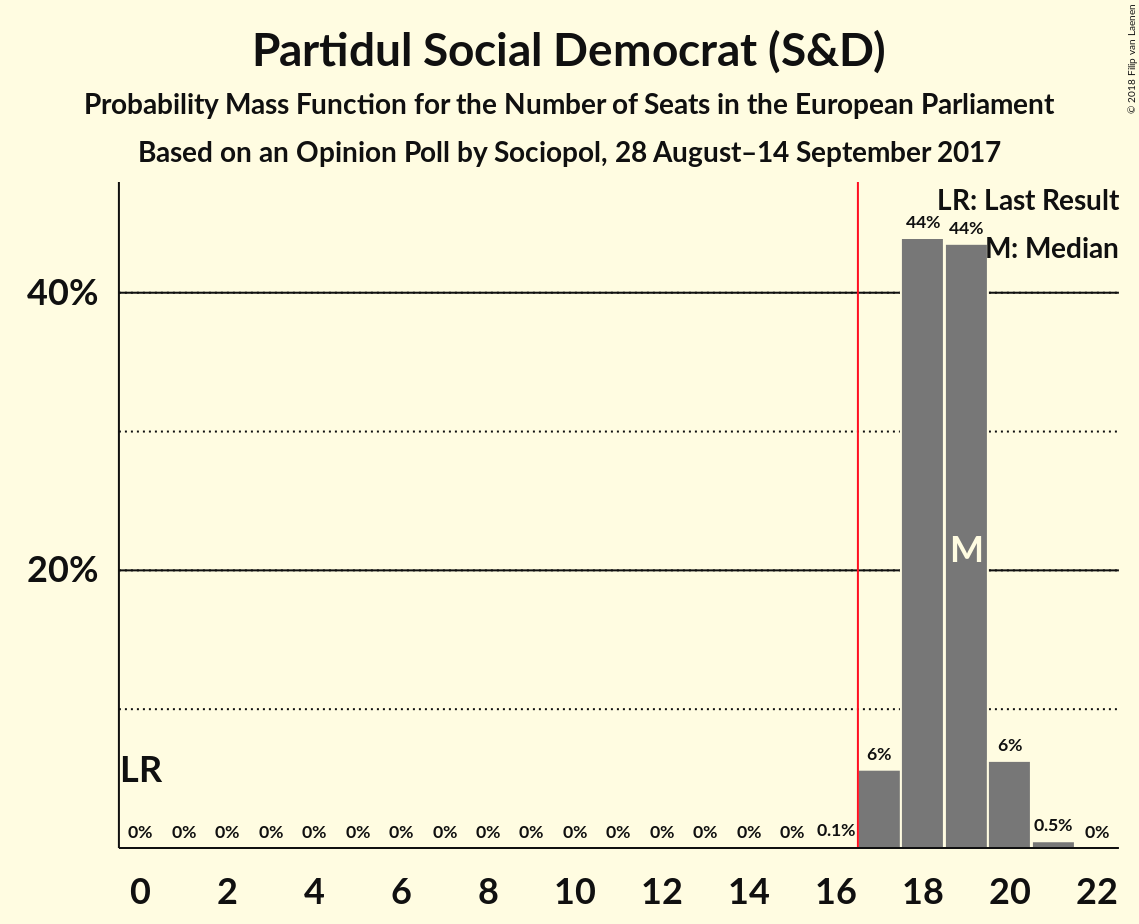 Partidul Social Democrat (S&D)
Probability Mass Function for the Number of Seats in the European Parliament
Based on an Opinion Poll by Sociopol, 28 August–14 September 2017
© 2018 Filip van Laenen
LR: Last Result
M: Median
44% 44%
40%
20%
M
LR
6% 6%
0% 0% 0% 0% 0% 0% 0% 0% 0% 0% 0% 0% 0% 0% 0% 0% 0.1% 0.5% 0%
0 2 4 6 8 10 12 14 16 18 20 22